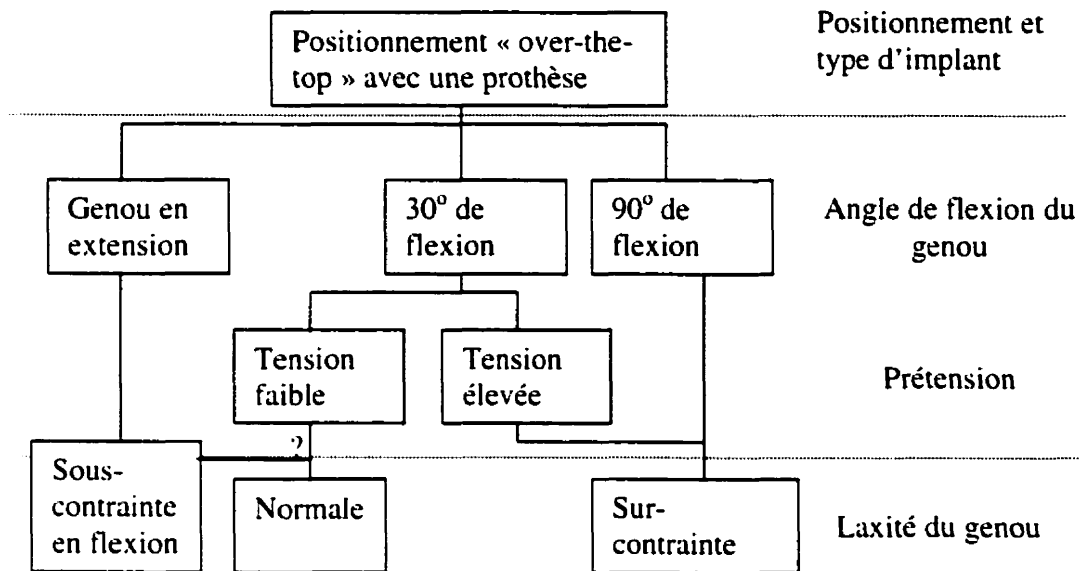 Positionnement « over-the-
top » avec une prothèse
Positionnement et
type d'implant
Genou en
extension
30° de
flexion
90° de
flexion
Angle de flexion du
genou
Tension
faible
Tension
élevée
Prétension
?
Sous-
contrainte
en flexion
Normale
Sur-
contrainte
Laxité du genou